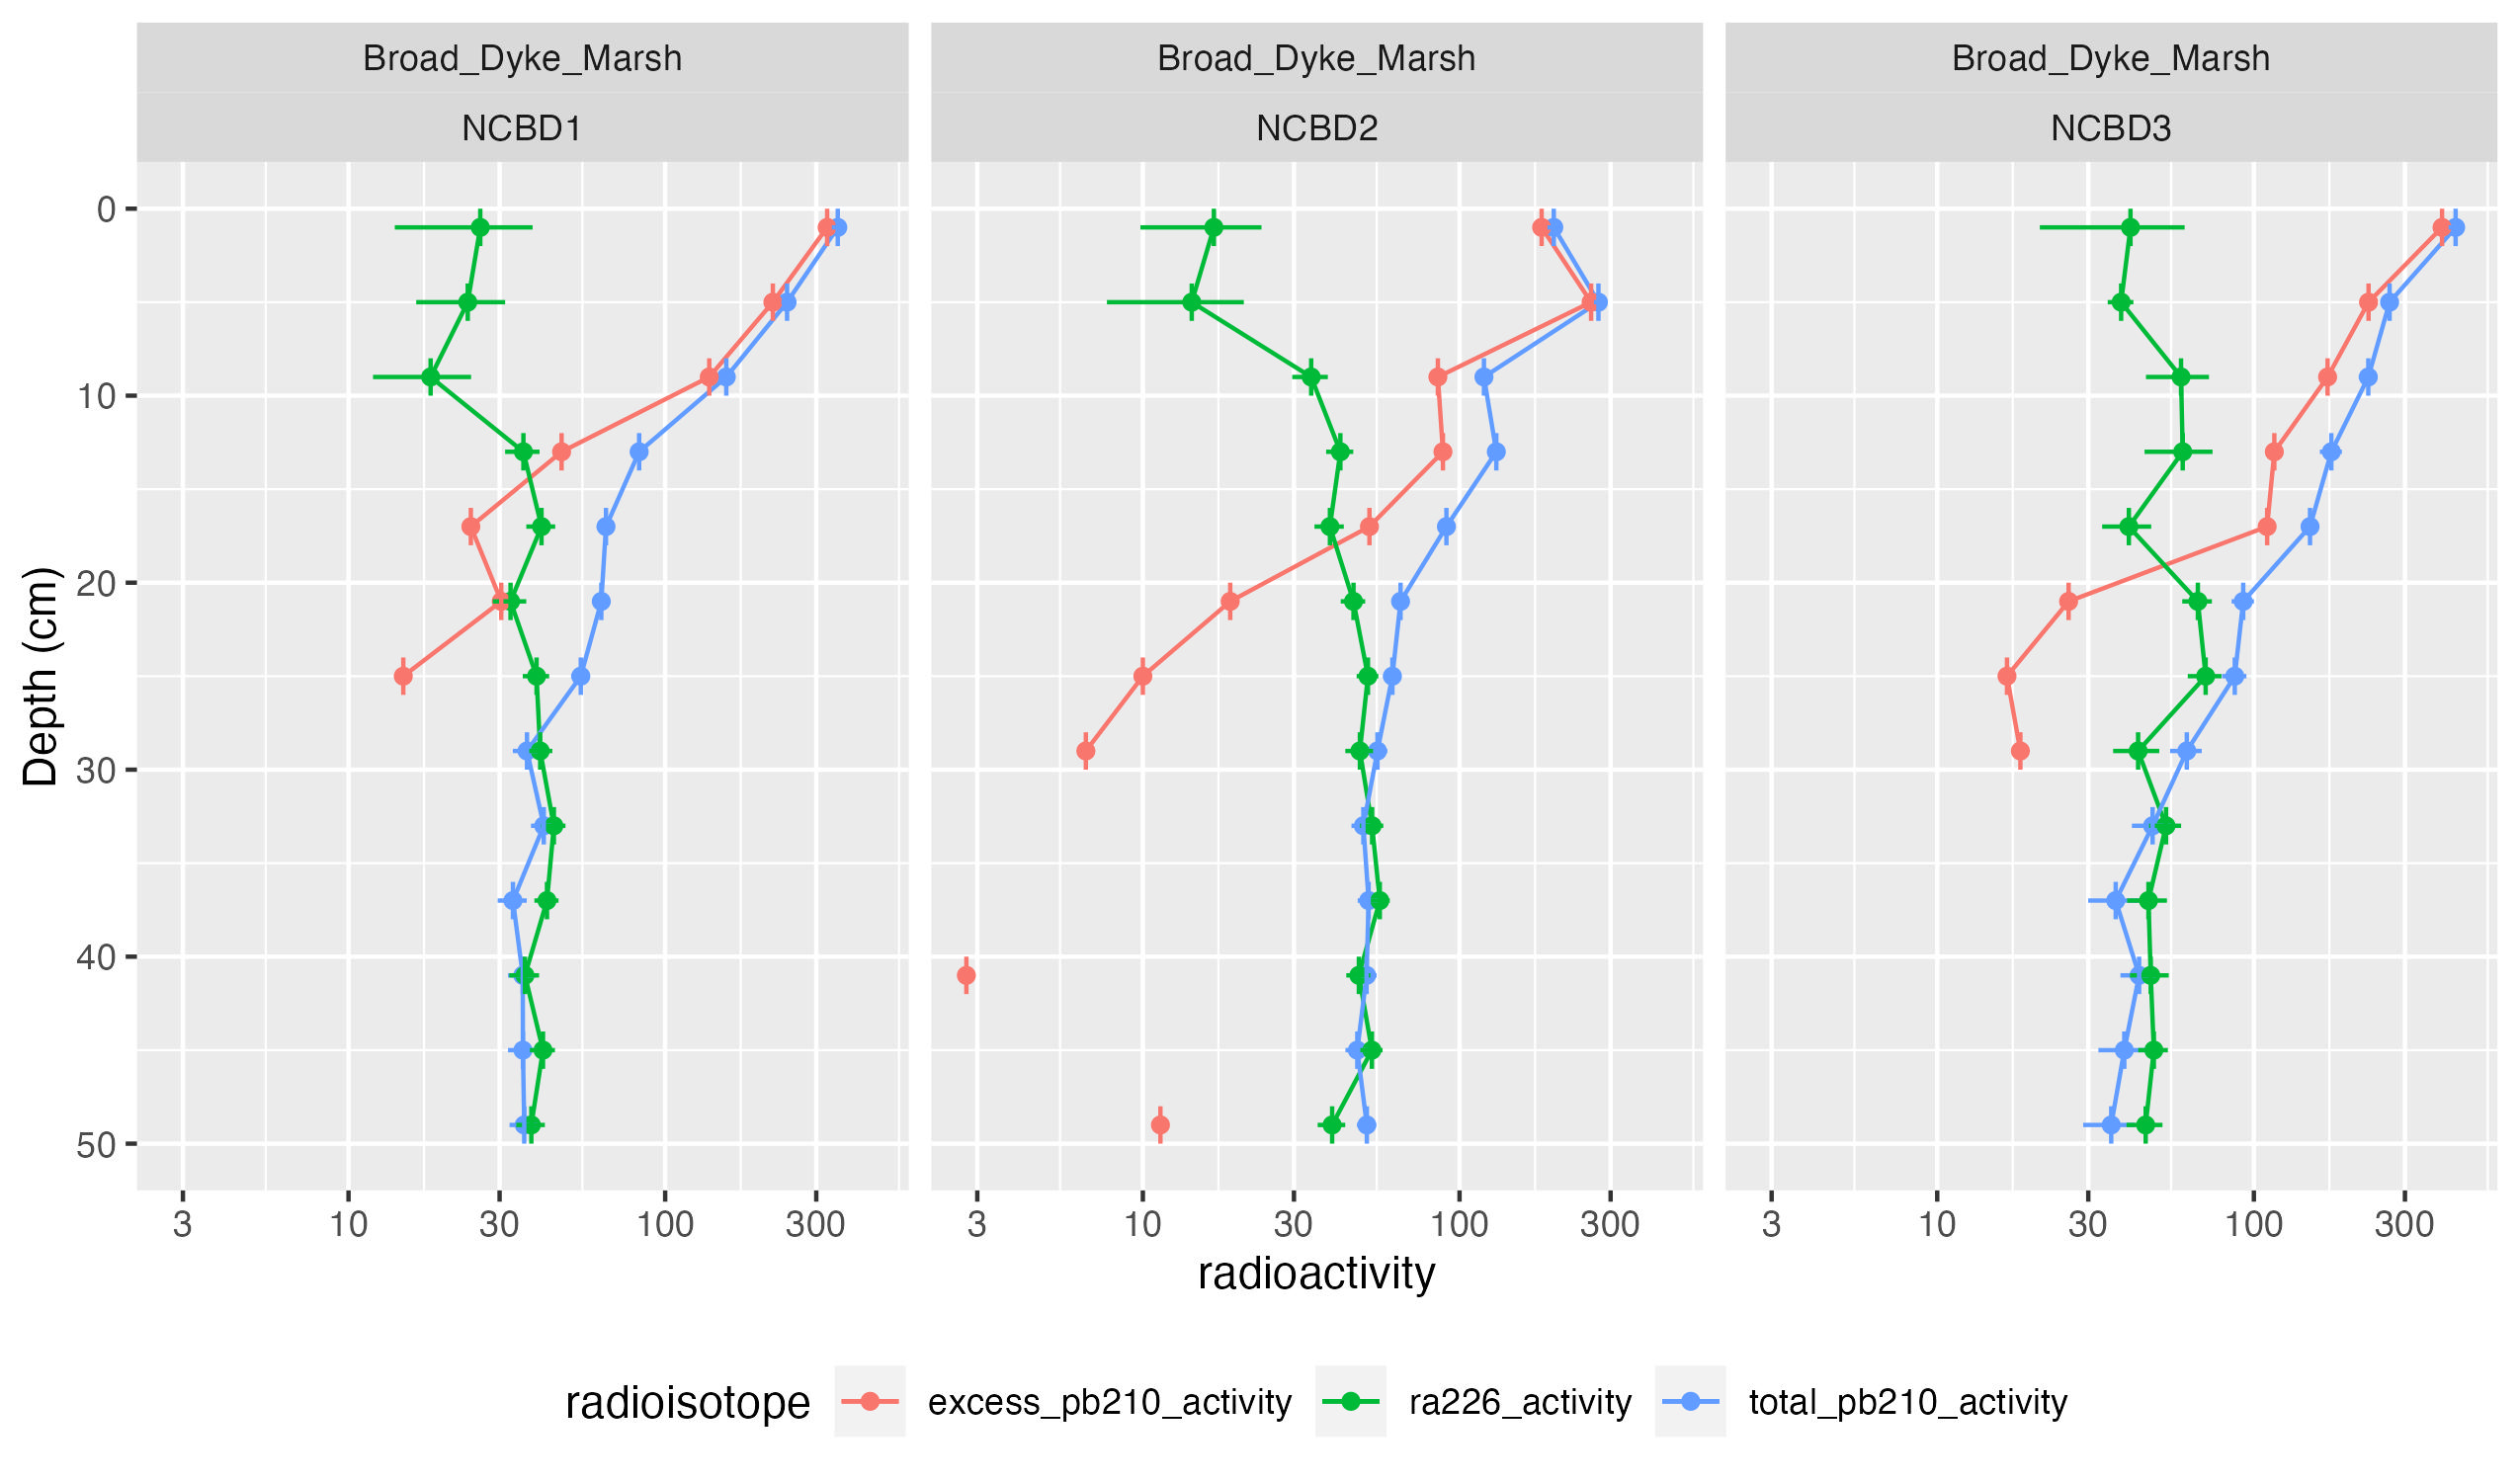 Broad_Dyke_Marsh Broad_Dyke_Marsh Broad_Dyke_Marsh
NCBD1 NCBD2 NCBD3
Depth (cm)
0
10
20
30
40
50
3 10 30 100 300 3 10 30 100 300 3 10 30 100 300
radioactivity
radioisotope excess_pb210_activity ra226_activity total_pb210_activity